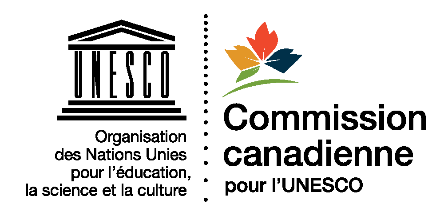 UNESCO
Organisation
des Nations Unies
pour l'éducation,
la science et la culture
Commission
canadienne
pour l'UNESCO